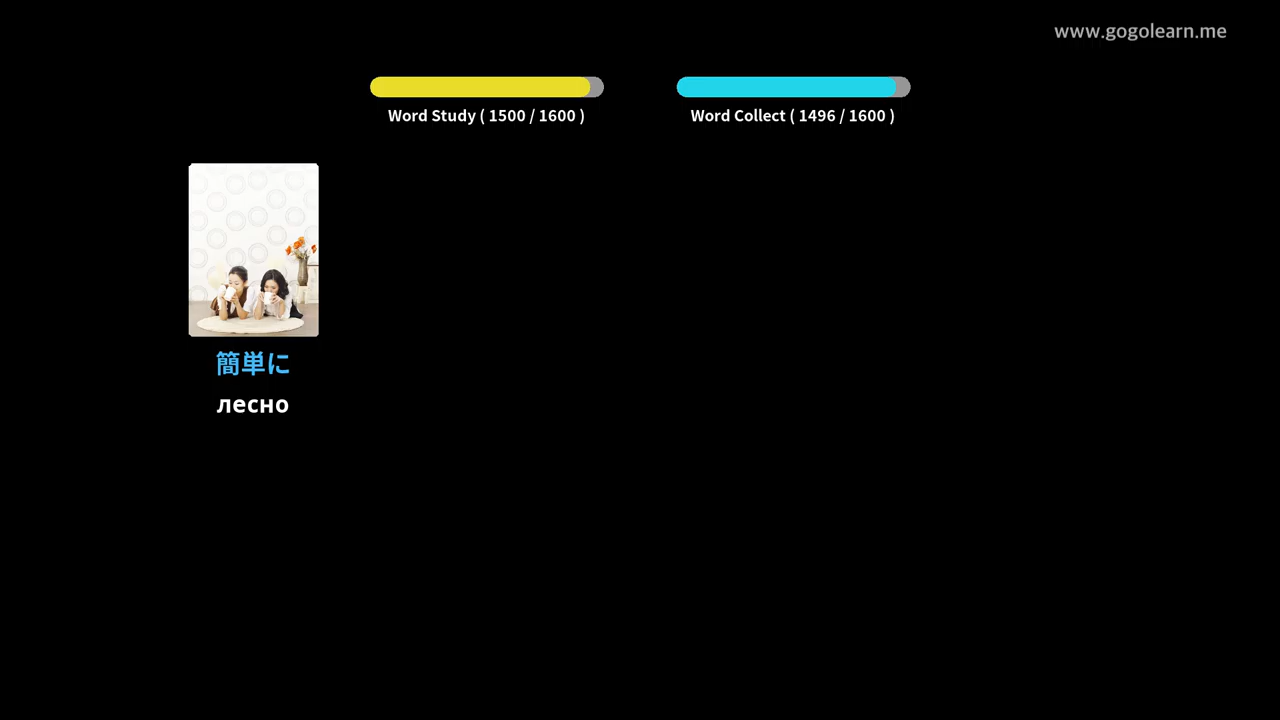 www.gogolearn.me
Word Study ( 1500 / 1600 )
Word Collect ( 1496 / 1600 )
簡単に
лесно